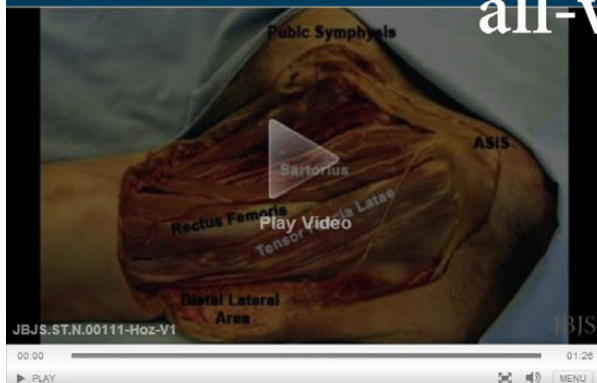 all-v
Pubic Symphysis
ASIS
Sartorius
Rectus Femoris
Tensor Fascia Latae
Play Video
Distal Lateral
Area
JBJS.ST.N.00111-Hoz-V1
JBJS
00:00
01:26
PLAY
MENU